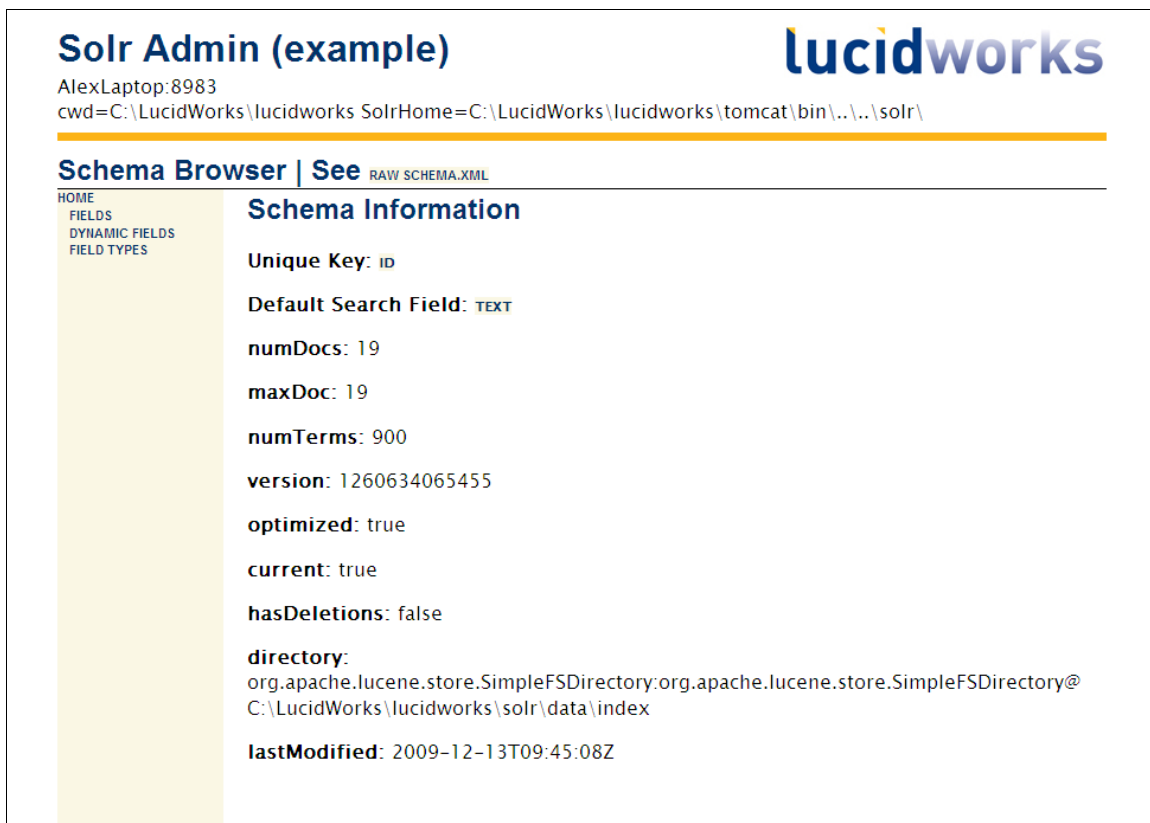 Solr Admin (example)
lucidworks
AlexLaptop:8983
cwd=C:\LucidWorks\lucidworks SolrHome=C:\LucidWorks\lucidworks\tomcat\bin\..\..\solr\
Schema Browser | See RAW SCHEMA.XML
HOME
FIELDS
DYNAMIC FIELDS
FIELD TYPES
Schema Information
Unique Key: ID
Default Search Field: TEXT
numDocs: 19
maxDoc: 19
numTerms: 900
version: 1260634065455
optimized: true
current: true
hasDeletions: false
directory:
org.apache.lucene.store.SimpleFSDirectory:org.apache.lucene.store.SimpleFSDirectory@
C:\LucidWorks\lucidworks\solr\data\index
lastModified: 2009-12-13T09:45:08Z